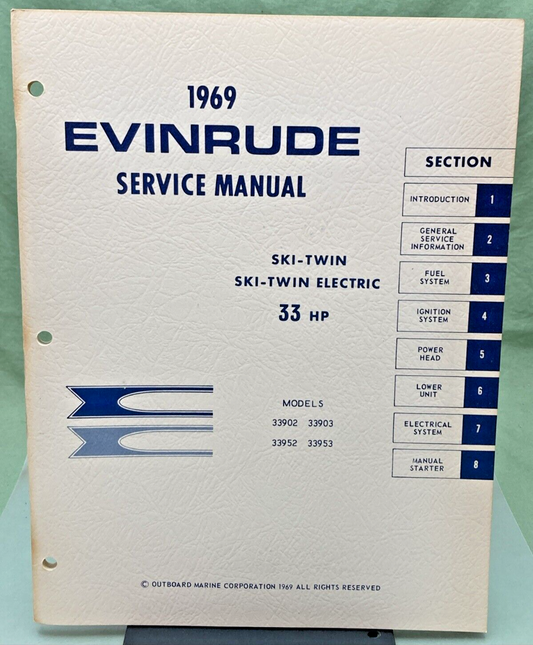 1969
EVINRUDE
SERVICE MANUAL
SKI-TWIN
SKI-TWIN ELECTRIC
33 HP
MODELS
33902 33903
33952 33953
SECTION
INTRODUCTION 1
GENERAL
SERVICE
INFORMATION 2
FUEL
SYSTEM 3
IGNITION
SYSTEM 4
POWER
HEAD 5
LOWER
UNIT 6
ELECTRICAL
SYSTEM 7
MANUAL
STARTER 8
© OUTBOARD MARINE CORPORATION 1969 ALL RIGHTS RESERVED